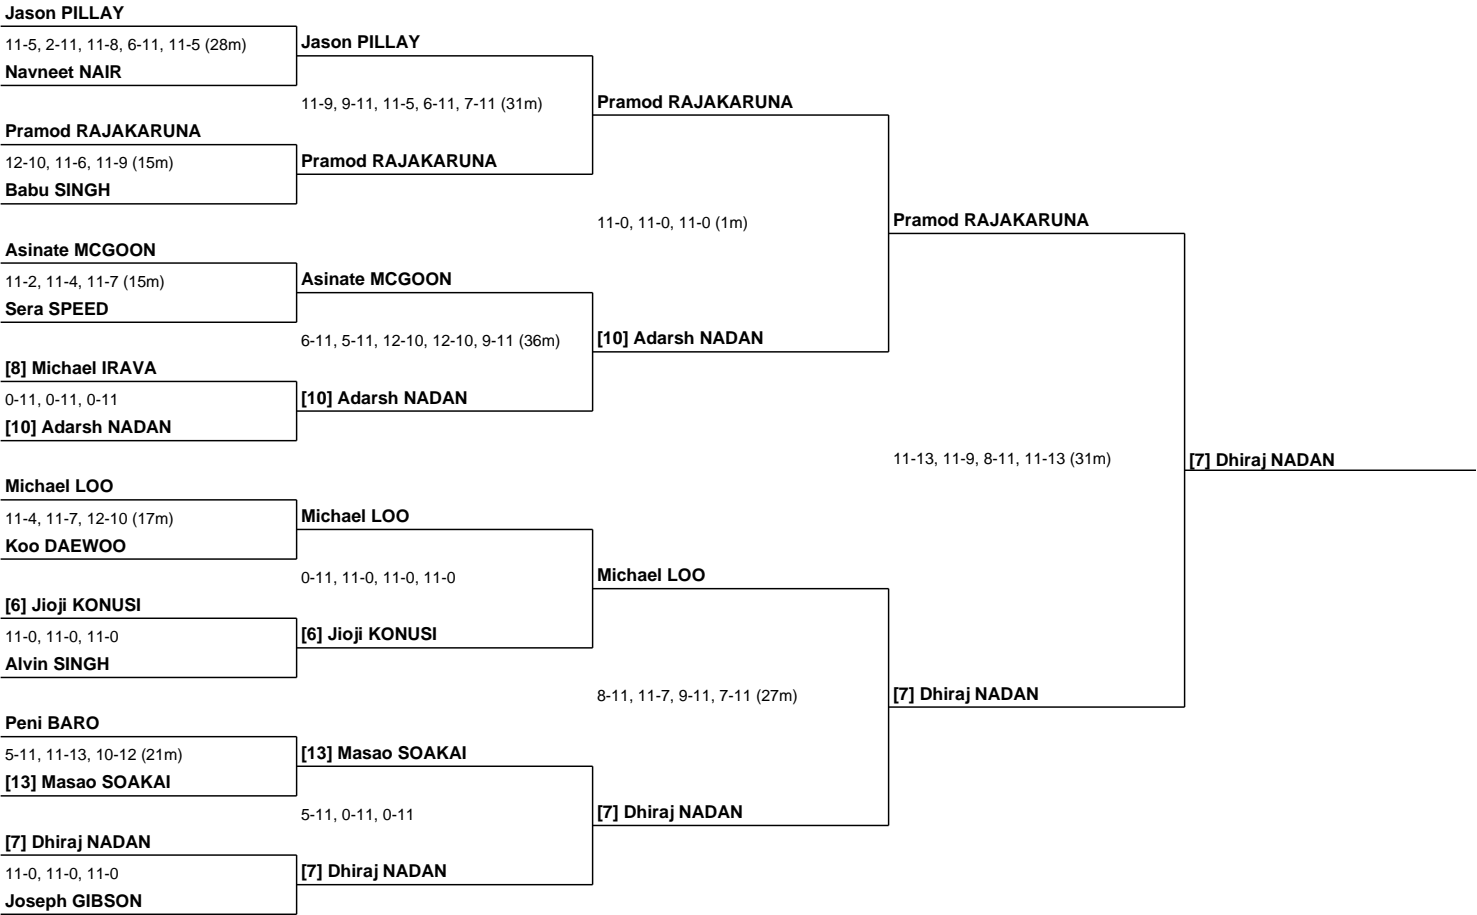 Jason PILLAY
11-5, 2-11, 11-8, 6-11, 11-5 (28m)
Navneet NAIR
Pramod RAJAKARUNA
12-10, 11-6, 11-9 (15m)
Babu SINGH
Asinate MCGOON
11-2, 11-4, 11-7 (15m)
Sera SPEED
[8] Michael IRAVA
0-11, 0-11, 0-11
[10] Adarsh NADAN
Michael LOO
11-4, 11-7, 12-10 (17m)
Koo DAEWOO
[6] Jioji KONUSI
11-0, 11-0, 11-0
Alvin SINGH
Peni BARO
5-11, 11-13, 10-12 (21m)
[13] Masao SOAKAI
[7] Dhiraj NADAN
11-0, 11-0, 11-0
Joseph GIBSON
Jason PILLAY
11-9, 9-11, 11-5, 6-11, 7-11 (31m)
Pramod RAJAKARUNA
Asinate MCGOON
6-11, 5-11, 12-10, 12-10, 9-11 (36m)
[10] Adarsh NADAN
Michael LOO
0-11, 11-0, 11-0, 11-0
[6] Jioji KONUSI
[13] Masao SOAKAI
5-11, 0-11, 0-11
[7] Dhiraj NADAN
Pramod RAJAKARUNA
11-0, 11-0, 11-0 (1m)
[10] Adarsh NADAN
Michael LOO
8-11, 11-7, 9-11, 7-11 (27m)
[7] Dhiraj NADAN
Pramod RAJAKARUNA
11-13, 11-9, 8-11, 11-13 (31m)
[7] Dhiraj NADAN
[7] Dhiraj NADAN